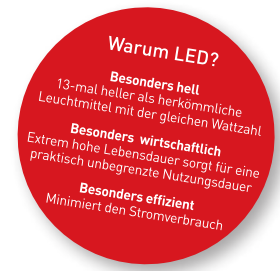 Warum LED?
Besonders hell
13-mal heller als herkömmliche
Leuchtmittel mit der gleichen Wattzahl
Besonders wirtschaftlich
Extrem hohe Lebensdauer sorgt für eine
praktisch unbegrenzte Nutzungsdauer
Besonders effizient
Minimiert den Stromverbrauch